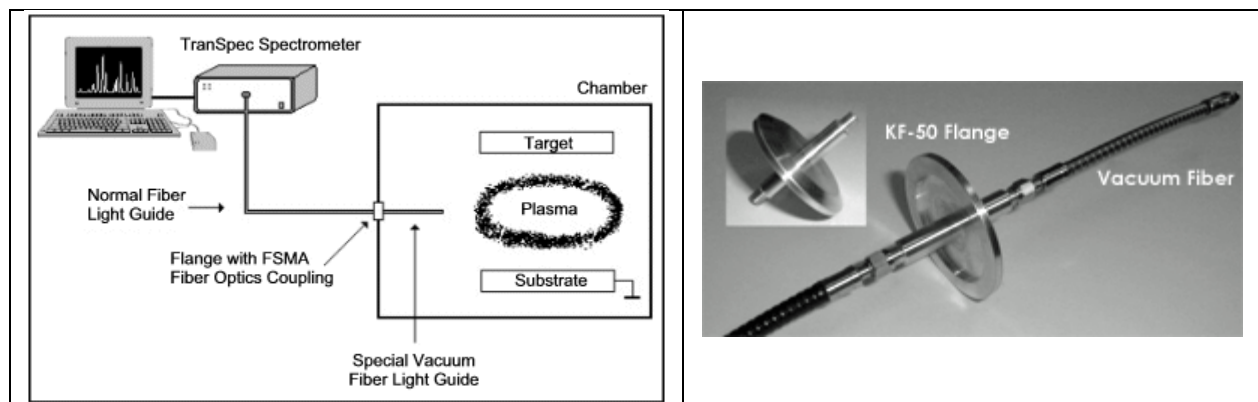 TranSpec Spectrometer
Chamber
Target
Normal Fiber
Light Guide
Plasma
Flange with FSMA
Fiber Optics Coupling
Substrate
Special Vacuum
Fiber Light Guide
KF-50 Flange
Vacuum Fiber